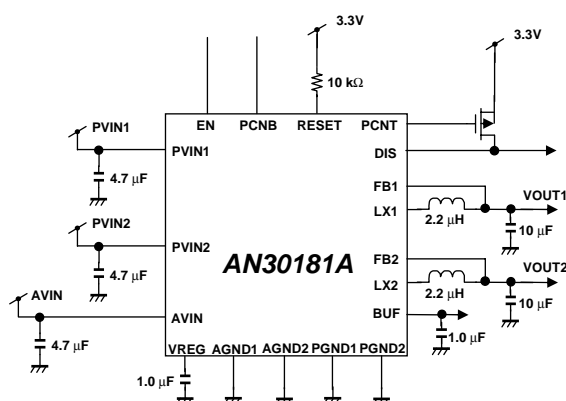 3.3V
3.3V
10 kΩ
EN PCNB RESET PCNT
PVIN1
PVIN1
DIS
4.7 μF
FB1
VOUT1
LX1
2.2 μH
10 μF
PVIN2
PVIN2
AN30181A
FB2
4.7 μF
VOUT2
LX2
2.2 μH
10 μF
AVIN
AVIN
BUF
4.7 μF
1.0 μF
VREG AGND1 AGND2 PGND1 PGND2
1.0 μF